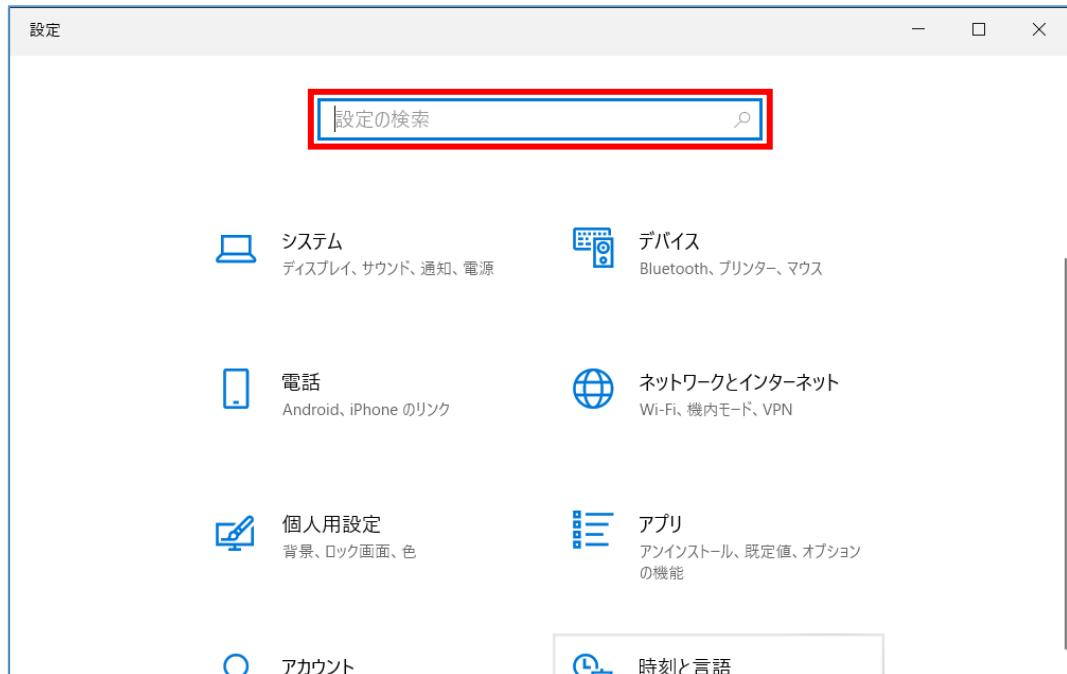 設定
設定の検索
システム
ディスプレイ、サウンド、通知、電源
デバイス
Bluetooth、プリンター、マウス
電話
Android、iPhone のリンク
ネットワークとインターネット
Wi-Fi、機内モード、VPN
個人用設定
背景、ロック画面、色
アプリ
アンインストール、既定値、オプション
の機能
アカウント
時刻と言語